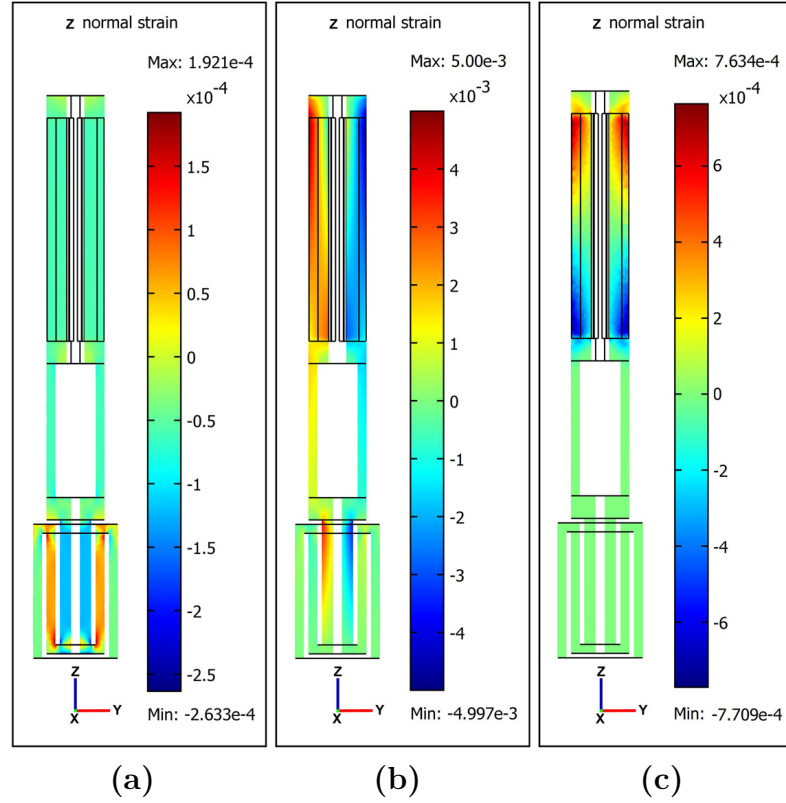 z normal strain
Max: 1.921e-4
×10⁻⁴
1.5
1
0.5
0
-0.5
-1
-1.5
-2
-2.5
Min: -2.633e-4
Z
X
Y
(a)
z normal strain
Max: 5.00e-3
×10⁻³
4
3
2
1
0
-1
-2
-3
-4
Min: -4.997e-3
Z
X
Y
(b)
z normal strain
Max: 7.634e-4
×10⁻⁴
6
4
2
0
-2
-4
-6
Min: -7.709e-4
Z
X
Y
(c)